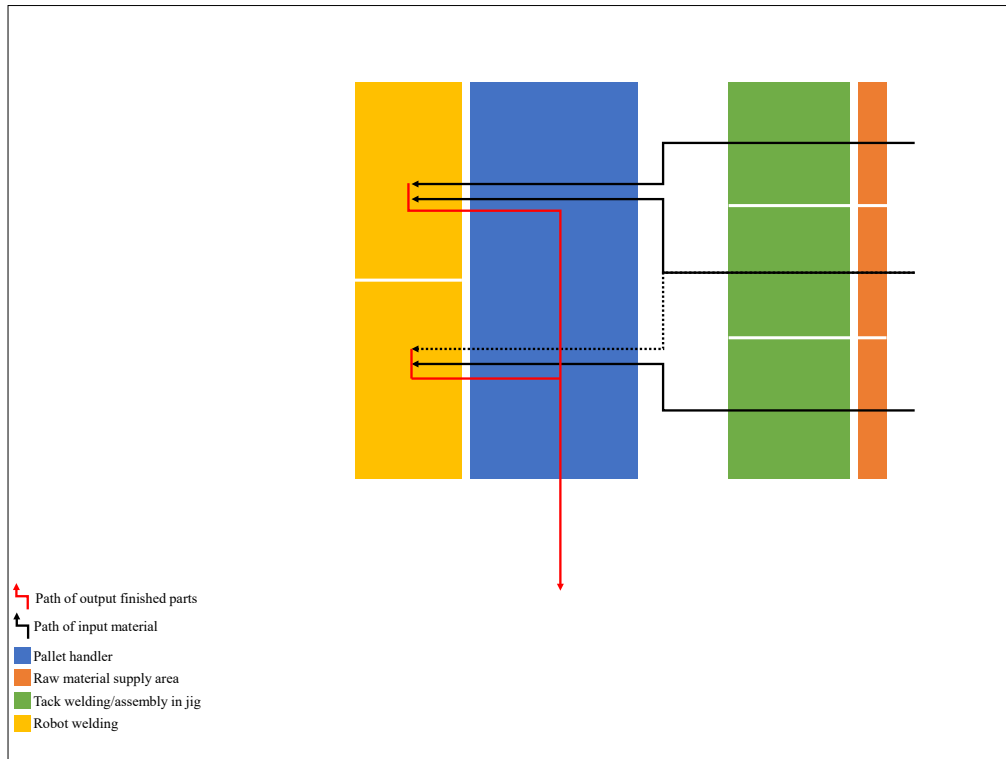 Path of output finished parts
Path of input material
Pallet handler
Raw material supply area
Tack welding/assembly in jig
Robot welding